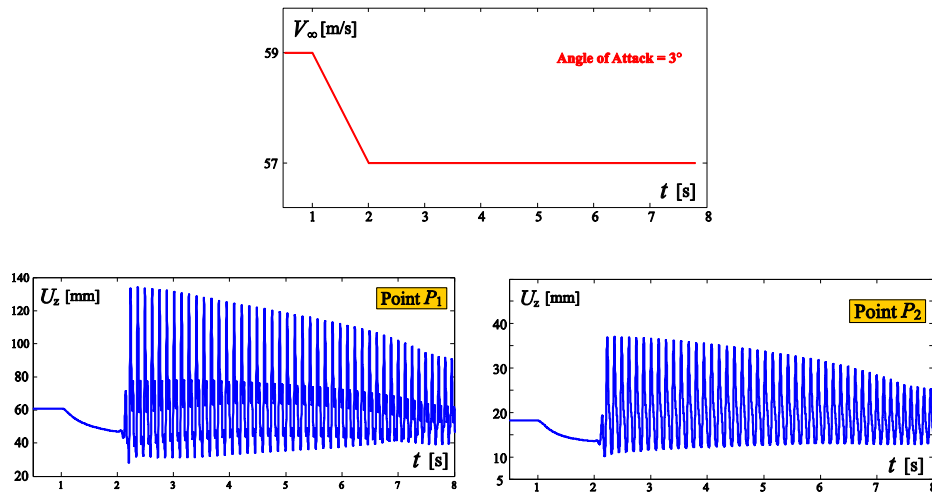 V∞ [m/s]
59
Angle of Attack = 3°
57
t [s]
1 2 3 4 5 6 7 8
140
Uz [mm]
Point P1
120
100
80
60
40
t [s]
20
1 2 3 4 5 6 7 8
Uz [mm]
Point P2
40
30
20
10
t [s]
5
1 2 3 4 5 6 7 8